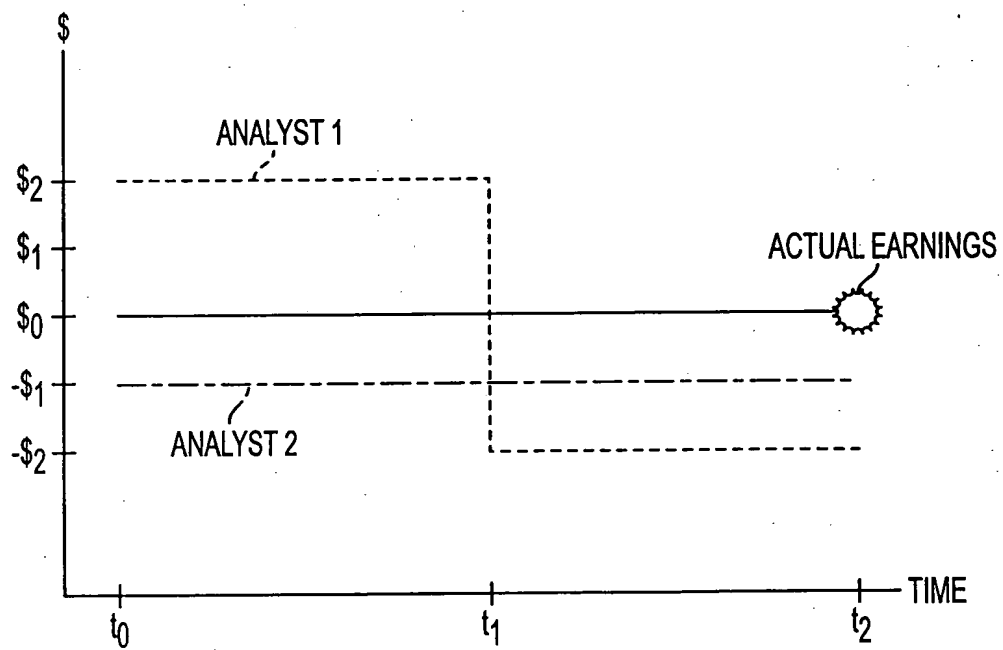 $
ANALYST 1
$2
$1
ACTUAL EARNINGS
$0
-$1
ANALYST 2
-$2
TIME
t0
t1
t2